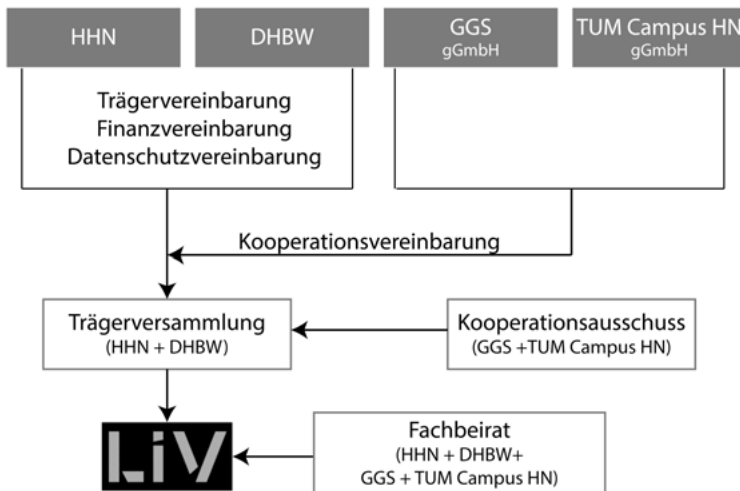 HHN
DHBW
GGS
gGmbH
TUM Campus HN
gGmbH
Trägervereinbarung
Finanzvereinbarung
Datenschutzvereinbarung
Kooperationsvereinbarung
Trägerversammlung
(HHN + DHBW)
Kooperationsausschuss
(GGS +TUM Campus HN)
LiV
Fachbeirat
(HHN + DHBW+
GGS + TUM Campus HN)